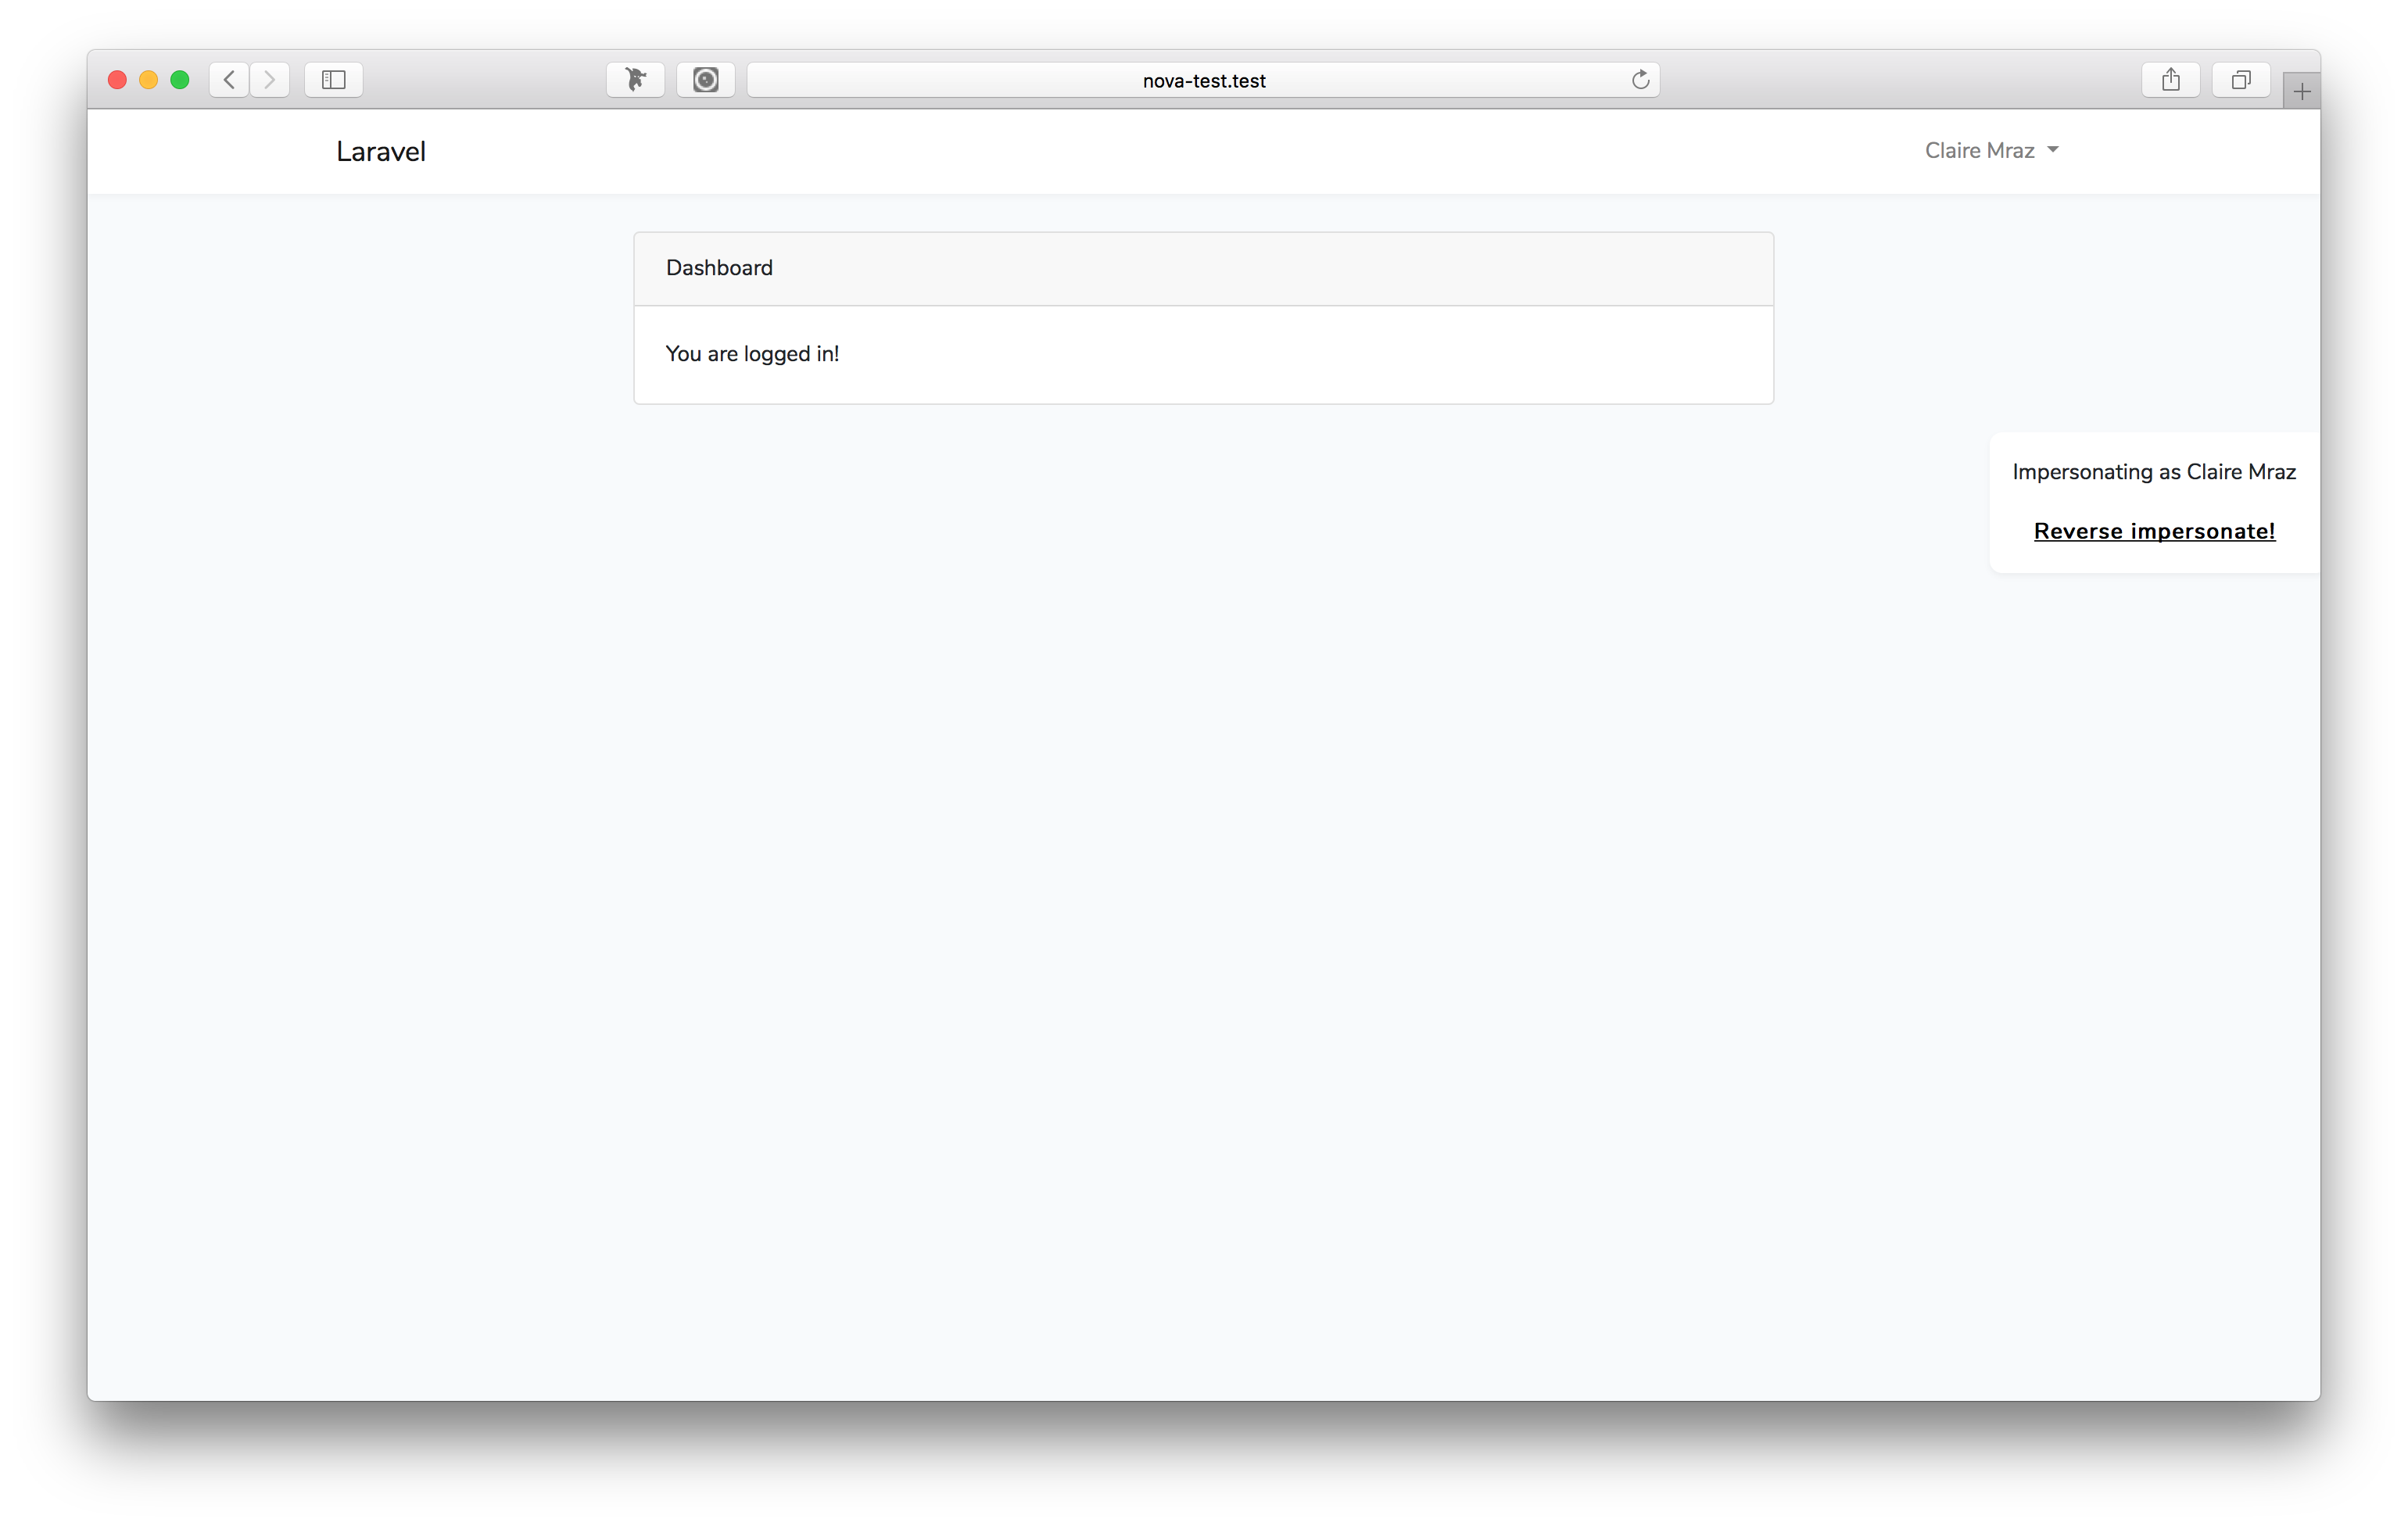 nova-test.test
Laravel
Claire Mraz
Dashboard
You are logged in!
Impersonating as Claire Mraz
Reverse impersonate!